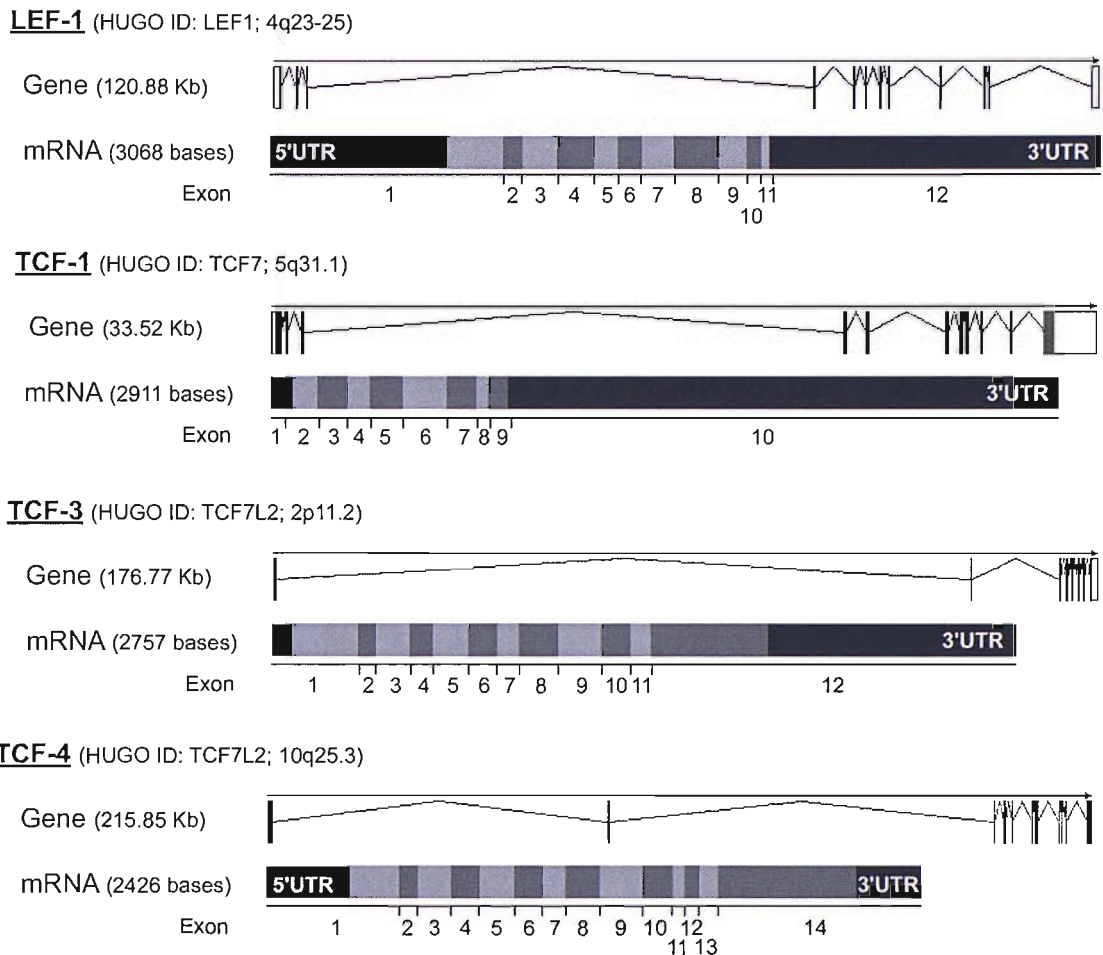 LEF-1 (HUGO ID: LEF1; 4q23-25)
Gene (120.88 Kb)
mRNA (3068 bases) 5'UTR 3'UTR
Exon 1 2 3 4 5 6 7 8 9 10 11 12
TCF-1 (HUGO ID: TCF7; 5q31.1)
Gene (33.52 Kb)
mRNA (2911 bases) 3'UTR
Exon 1 2 3 4 5 6 7 8 9 10
TCF-3 (HUGO ID: TCF7L2; 2p11.2)
Gene (176.77 Kb)
mRNA (2757 bases) 3'UTR
Exon 1 2 3 4 5 6 7 8 9 10 11 12
TCF-4 (HUGO ID: TCF7L2; 10q25.3)
Gene (215.85 Kb)
mRNA (2426 bases) 5'UTR 3'UTR
Exon 1 2 3 4 5 6 7 8 9 10 11 12 13 14